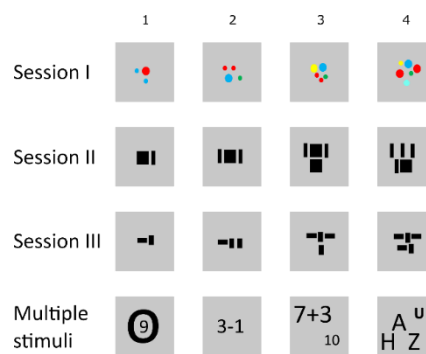 1 2 3 4
Session I
Session II
Session III
Multiple
stimuli
O 9
3-1
7+3
10
U
A
H Z